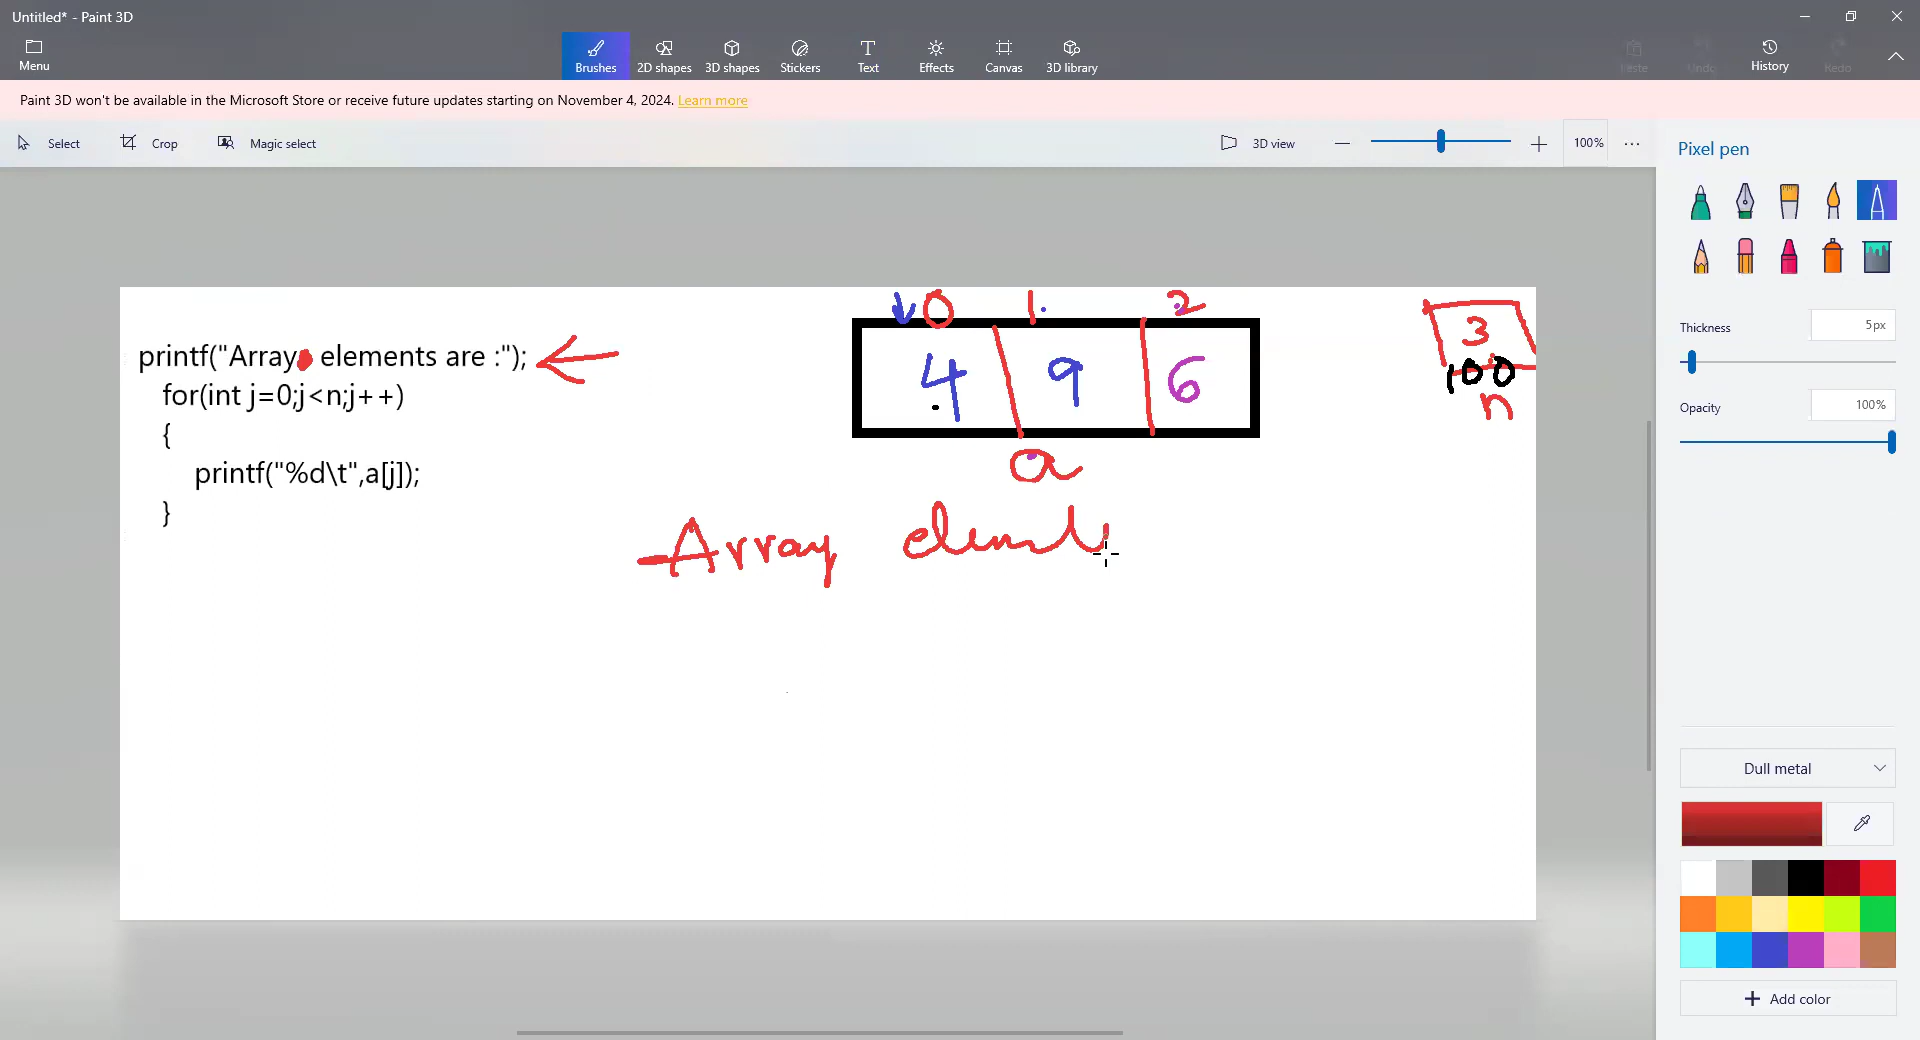 Untitled* - Paint 3D
Menu
Brushes
2D shapes
3D shapes
Stickers
Text
Effects
Canvas
3D library
Paste
Undo
History
Redo
Paint 3D won't be available in the Microsoft Store or receive future updates starting on November 4, 2024. Learn more
Select
Crop
Magic select
3D view
100%
Pixel pen
Thickness
5px
Opacity
100%
Dull metal
Add color
printf("Array elements are :");
for(int j=0;j<n;j++)
{
printf("%d\t",a[j]);
}
0 1 2
4 9 6
a
3
100
n
Array